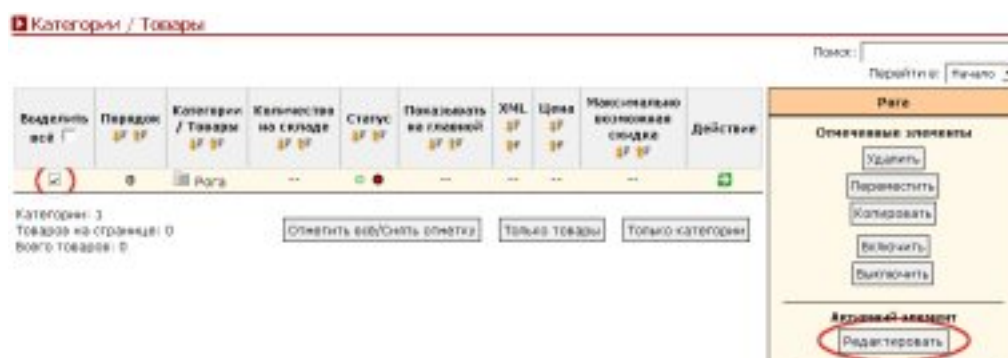 Категории / Товары
Поиск:
Перейти в: Начало
Выделить всё
Порядок
Категории / Товары
Количество на складе
Статус
Показывать на главной
XML
Цена
Максимально возможная скидка
Действие
0
Рога
--
--
--
--
--
Категории: 1
Товаров на странице: 0
Всего товаров: 0
Отметить всё/Снять отметку
Только товары
Только категории
Рога
Отмеченные элементы
Удалить
Переместить
Копировать
Включить
Выключить
Активный элемент
Редактировать